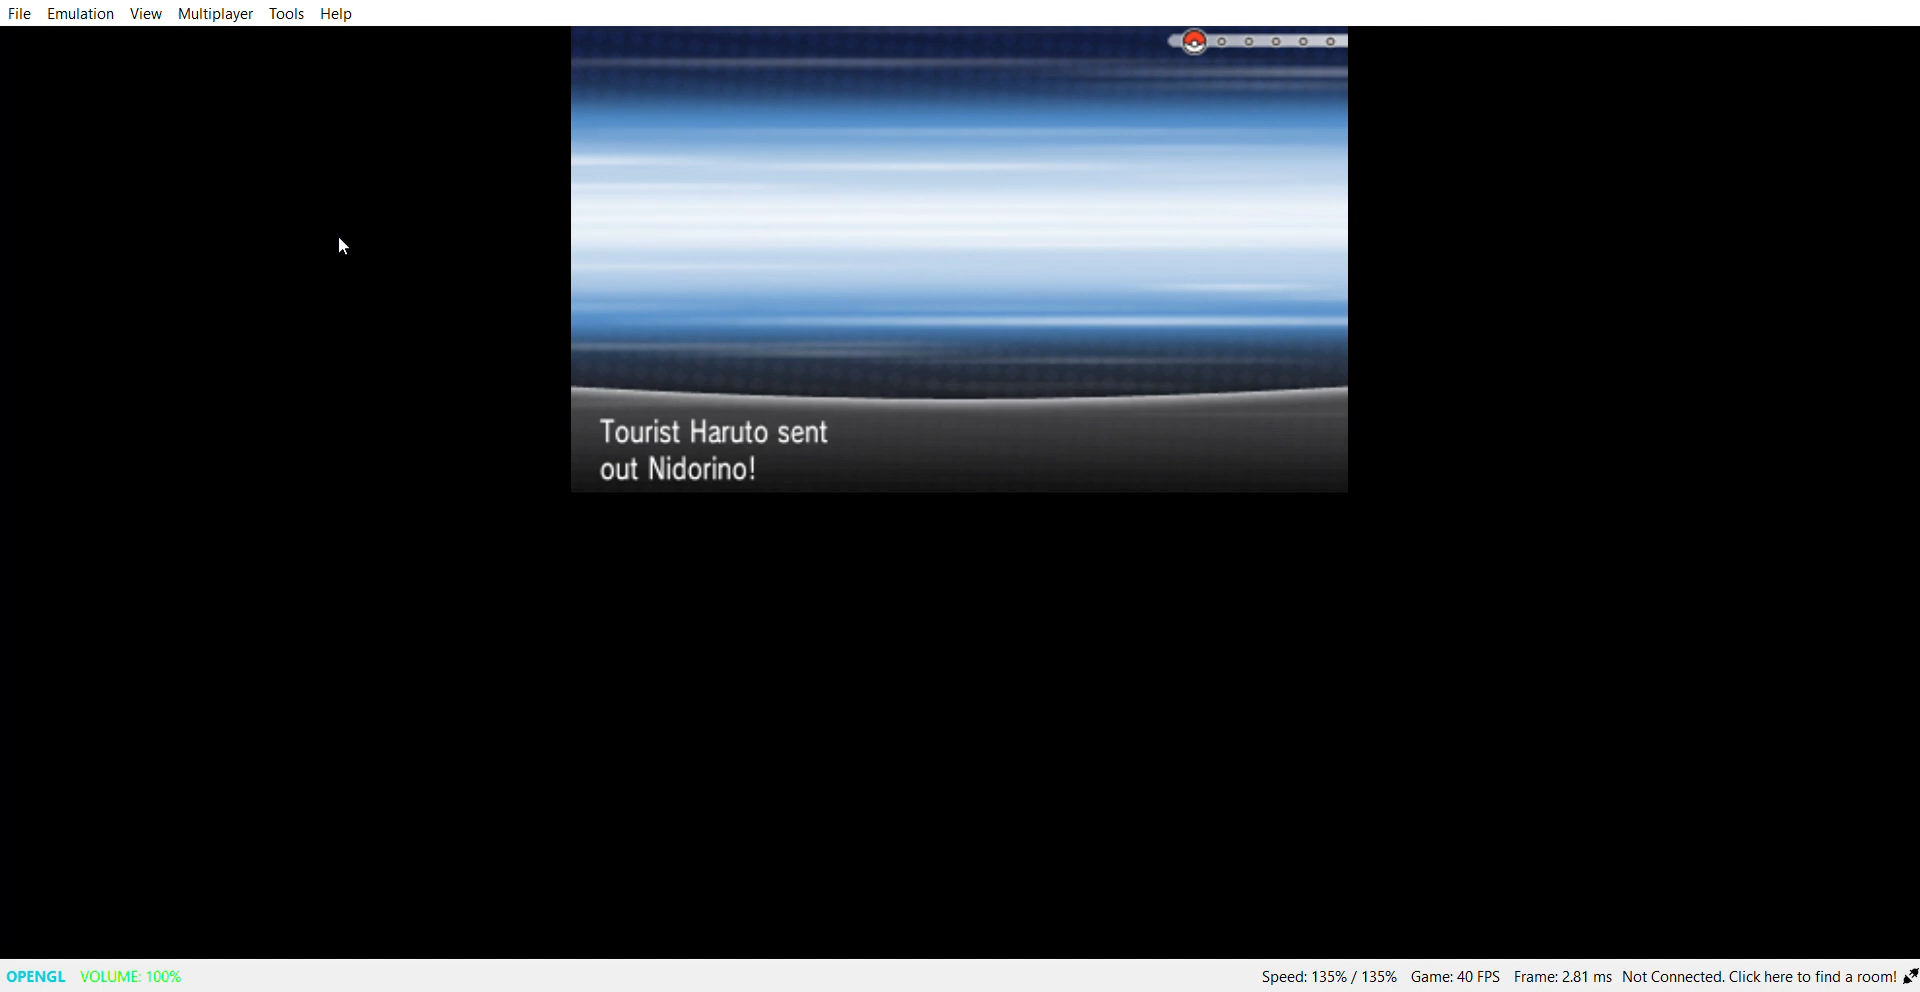 File Emulation View Multiplayer Tools Help
Tourist Haruto sent
out Nidorino!
OPENGL VOLUME: 100% Speed: 135% / 135% Game: 40 FPS Frame: 2.81 ms Not Connected. Click here to find a room!